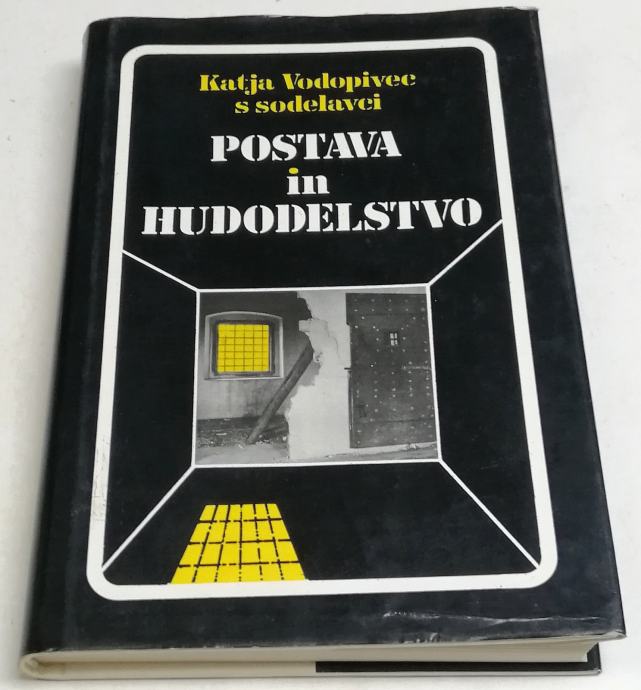 Katja Vodopivec
s sodelavci
POSTAVA
in
HUDODELSTVO